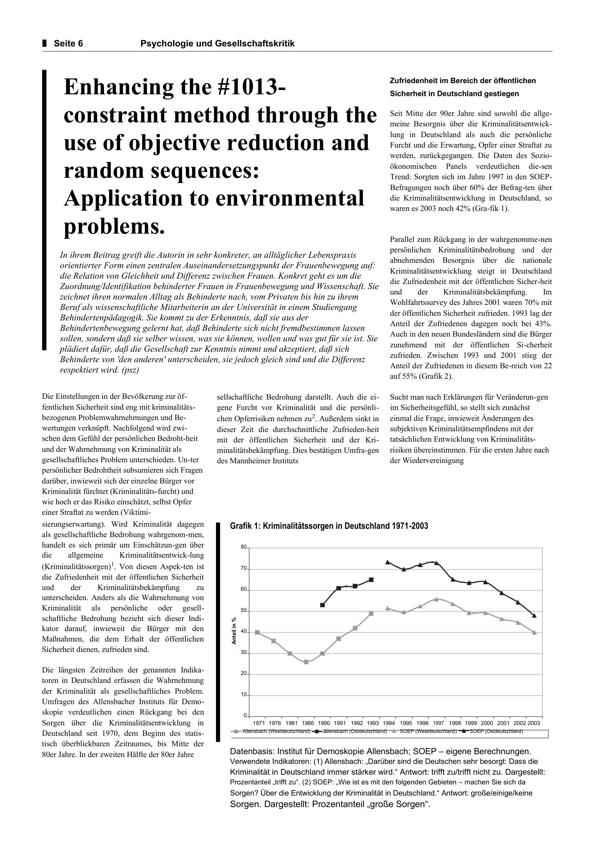 Seite 6 Psychologie und Gesellschaftskritik
Enhancing the #1013-
constraint method through the
use of objective reduction and
random sequences:
Application to environmental
problems.
In ihrem Beitrag greift die Autorin in sehr konkreter, an alltäglicher Lebenspraxis
orientierter Form einen zentralen Auseinandersetzungspunkt der Frauenbewegung auf:
die Relation von Gleichheit und Differenz zwischen Frauen. Konkret geht es um die
Zuordnung/Identifikation behinderter Frauen in Frauenbewegung und Wissenschaft. Sie
zeichnet ihren normalen Alltag als Behinderte nach, vom Privaten bis hin zu ihrem
Beruf als wissenschaftliche Mitarbeiterin an der Universität in einem Studiengang
Behindertenpädagogik. Sie kommt zu der Erkenntnis, daß sie aus der
Behindertenbewegung gelernt hat, daß Behinderte sich nicht fremdbestimmen lassen
sollen, sondern daß sie selber wissen, was sie können, wollen und was gut für sie ist. Sie
plädiert dafür, daß die Gesellschaft zur Kenntnis nimmt und akzeptiert, daß sich
Behinderte von 'den anderen' unterscheiden, sie jedoch gleich sind und die Differenz
respektiert wird. (psz)
Die Einstellungen in der Bevölkerung zur öf-
fentlichen Sicherheit sind eng mit kriminalitäts-
bezogenen Problemwahrnehmungen und Be-
wertungen verknüpft. Nachfolgend wird zwi-
schen dem Gefühl der persönlichen Bedroht-heit
und der Wahrnehmung von Kriminalität als
gesellschaftliches Problem unterschieden. Un-ter
persönlicher Bedrohtheit subsumieren sich Fragen
darüber, inwieweit sich der einzelne Bürger vor
Kriminalität fürchtet (Kriminalitäts-furcht) und
wie hoch er das Risiko einschätzt, selbst Opfer
einer Straftat zu werden (Viktimi-
sierungserwartung). Wird Kriminalität dagegen
als gesellschaftliche Bedrohung wahrgenom-men,
handelt es sich primär um Einschätzun-gen über
die allgemeine Kriminalitätsentwick-lung
(Kriminalitätssorgen)1. Von diesen Aspek-ten ist
die Zufriedenheit mit der öffentlichen Sicherheit
und der Kriminalitätsbekämpfung zu
unterscheiden. Anders als die Wahrnehmung von
Kriminalität als persönliche oder gesell-
schaftliche Bedrohung bezieht sich dieser Indi-
kator darauf, inwieweit die Bürger mit den
Maßnahmen, die dem Erhalt der öffentlichen
Sicherheit dienen, zufrieden sind.
Die längsten Zeitreihen der genannten Indika-
toren in Deutschland erfassen die Wahrnehmung
der Kriminalität als gesellschaftliches Problem.
Umfragen des Allensbacher Instituts für Demo-
skopie verdeutlichen einen Rückgang bei den
Sorgen über die Kriminalitätsentwicklung in
Deutschland seit 1970, dem Beginn des statis-
tisch überblickbaren Zeitraumes, bis Mitte der
80er Jahre. In der zweiten Hälfte der 80er Jahre
sellschaftliche Bedrohung darstellt. Auch die ei-
gene Furcht vor Kriminalität und die persönli-
chen Opferrisiken nehmen zu2. Außerdem sinkt in
dieser Zeit die durchschnittliche Zufrieden-heit
mit der öffentlichen Sicherheit und der Kri-
minalitätsbekämpfung. Dies bestätigen Umfra-gen
des Mannheimer Instituts
Zufriedenheit im Bereich der öffentlichen
Sicherheit in Deutschland gestiegen
Seit Mitte der 90er Jahre sind sowohl die allge-
meine Besorgnis über die Kriminalitätsentwick-
lung in Deutschland als auch die persönliche
Furcht und die Erwartung, Opfer einer Straftat zu
werden, zurückgegangen. Die Daten des Sozio-
ökonomischen Panels verdeutlichen die-sen
Trend: Sorgten sich im Jahre 1997 in den SOEP-
Befragungen noch über 60% der Befrag-ten über
die Kriminalitätsentwicklung in Deutschland, so
waren es 2003 noch 42% (Gra-fik 1).
Parallel zum Rückgang in der wahrgenomme-nen
persönlichen Kriminalitätsbedrohung und der
abnehmenden Besorgnis über die nationale
Kriminalitätsentwicklung steigt in Deutschland
die Zufriedenheit mit der öffentlichen Sicher-heit
und der Kriminalitätsbekämpfung. Im
Wohlfahrtssurvey des Jahres 2001 waren 70% mit
der öffentlichen Sicherheit zufrieden. 1993 lag der
Anteil der Zufriedenen dagegen noch bei 43%.
Auch in den neuen Bundesländern sind die Bürger
zunehmend mit der öffentlichen Si-cherheit
zufrieden. Zwischen 1993 und 2001 stieg der
Anteil der Zufriedenen in diesem Be-reich von 22
auf 55% (Grafik 2).
Sucht man nach Erklärungen für Veränderun-gen
im Sicherheitsgefühl, so stellt sich zunächst
einmal die Frage, inwieweit Änderungen des
subjektiven Kriminalitätsempfindens mit der
tatsächlichen Entwicklung von Kriminalitäts-
risiken übereinstimmen. Für die ersten Jahre nach
der Wiedervereinigung
Grafik 1: Kriminalitätssorgen in Deutschland 1971-2003
Anteil in %
80
70
60
50
40
30
20
10
0
1971 1976 1981 1986 1990 1991 1992 1993 1994 1995 1996 1997 1998 1999 2000 2001 2002 2003
Allensbach (Westdeutschland) Allensbach (Ostdeutschland) SOEP (Westdeutschland) SOEP (Ostdeutschland)
Datenbasis: Institut für Demoskopie Allensbach; SOEP – eigene Berechnungen.
Verwendete Indikatoren: (1) Allensbach: „Darüber sind die Deutschen sehr besorgt: Dass die
Kriminalität in Deutschland immer stärker wird.“ Antwort: trifft zu/trifft nicht zu. Dargestellt:
Prozentanteil „trifft zu“. (2) SOEP: „Wie ist es mit den folgenden Gebieten – machen Sie sich da
Sorgen? Über die Entwicklung der Kriminalität in Deutschland.“ Antwort: große/einige/keine
Sorgen. Dargestellt: Prozentanteil „große Sorgen“.